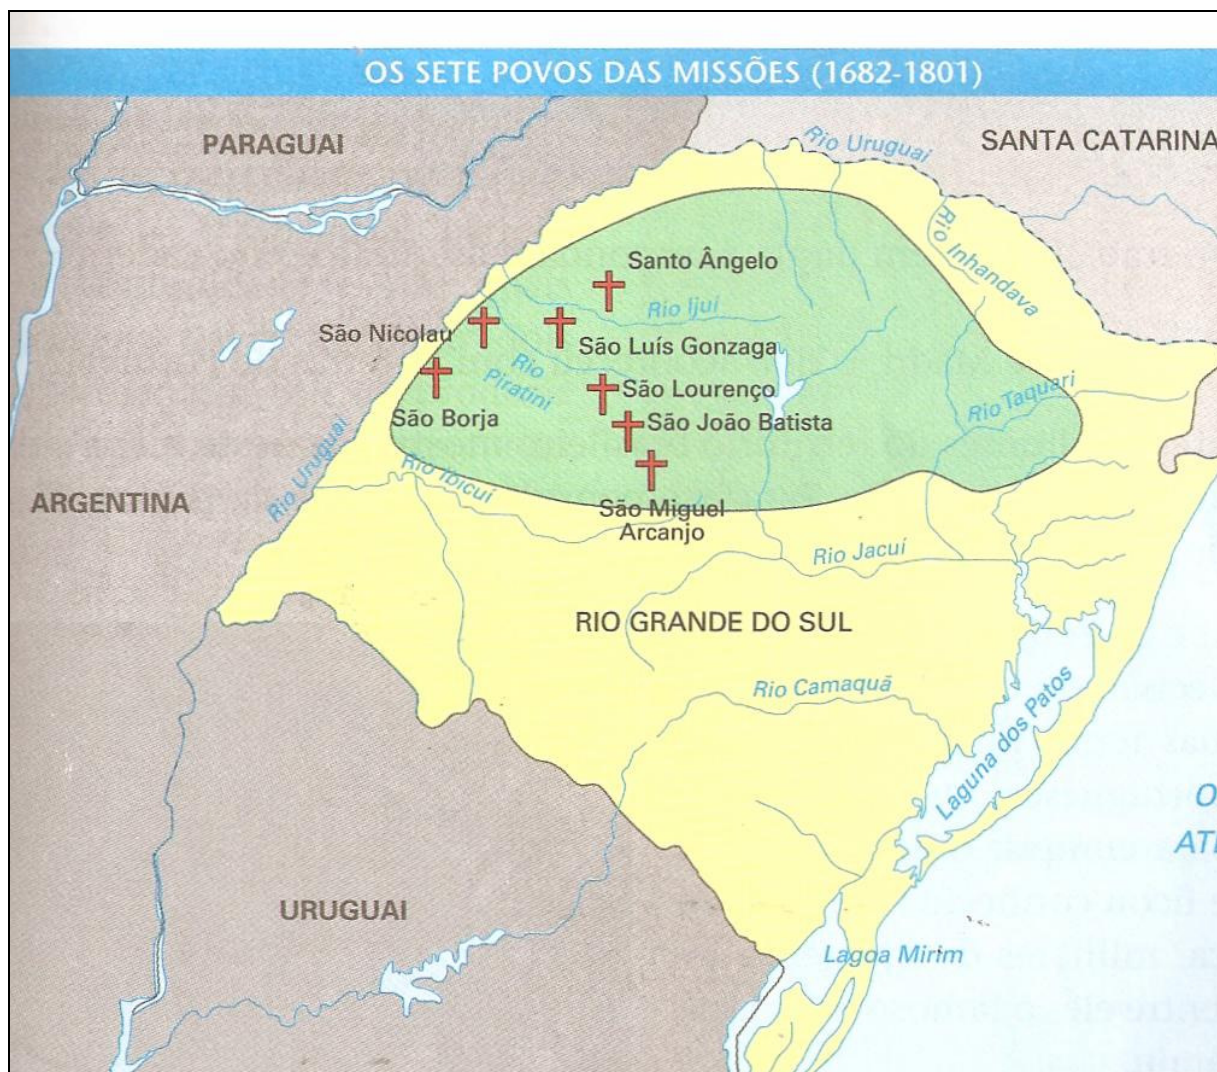 OS SETE POVOS DAS MISSÕES (1682-1801)
PARAGUAI
Rio Uruguai
SANTA CATARINA
Rio Inhandava
Santo Ângelo
Rio Ijuí
São Nicolau
São Luís Gonzaga
Rio
Piratini
São Lourenço
São Borja
São João Batista
Rio Taquari
Rio Uruguai
Rio Ibicuí
ARGENTINA
São Miguel
Arcanjo
Rio Jacuí
RIO GRANDE DO SUL
Rio Camaquã
Laguna dos Patos
O
ATL
URUGUAI
Lagoa Mirim